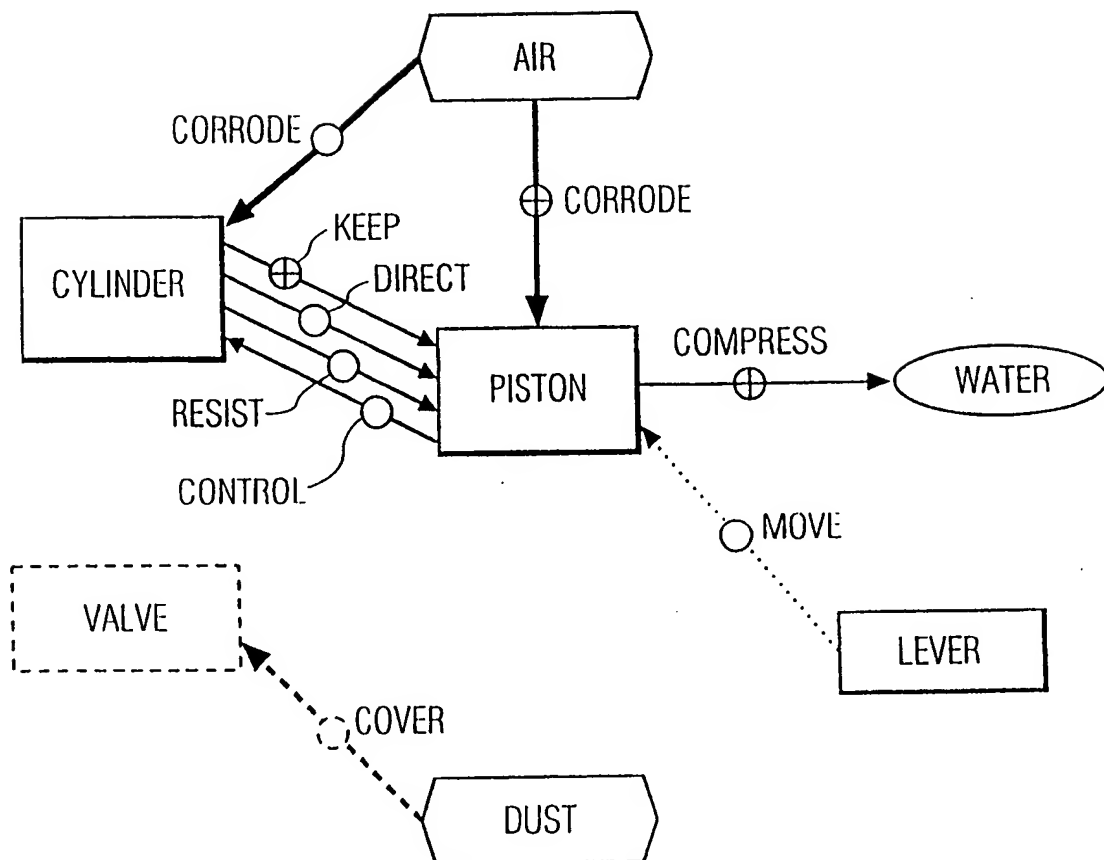 AIR
CORRODE
CORRODE
KEEP
CYLINDER
DIRECT
COMPRESS
PISTON
WATER
RESIST
CONTROL
MOVE
VALVE
LEVER
COVER
DUST